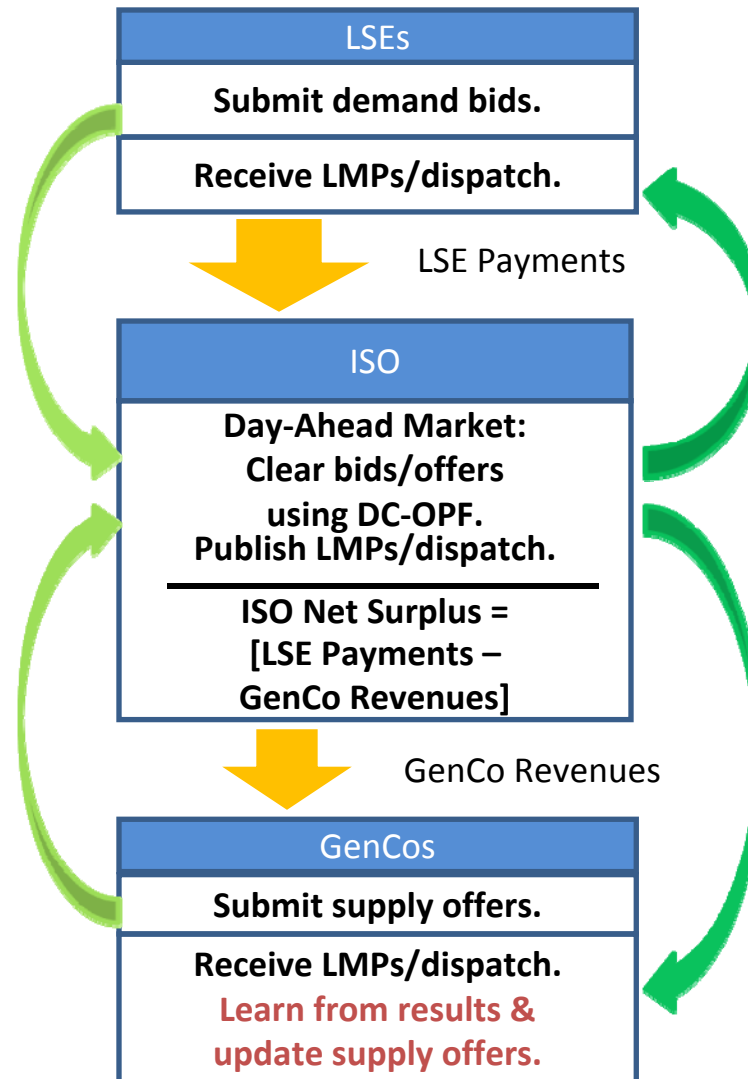 LSEs
Submit demand bids.
Receive LMPs/dispatch.
LSE Payments
ISO
Day-Ahead Market:
Clear bids/offers
using DC-OPF.
Publish LMPs/dispatch.
ISO Net Surplus =
[LSE Payments –
GenCo Revenues]
GenCo Revenues
GenCos
Submit supply offers.
Receive LMPs/dispatch.
Learn from results &
update supply offers.